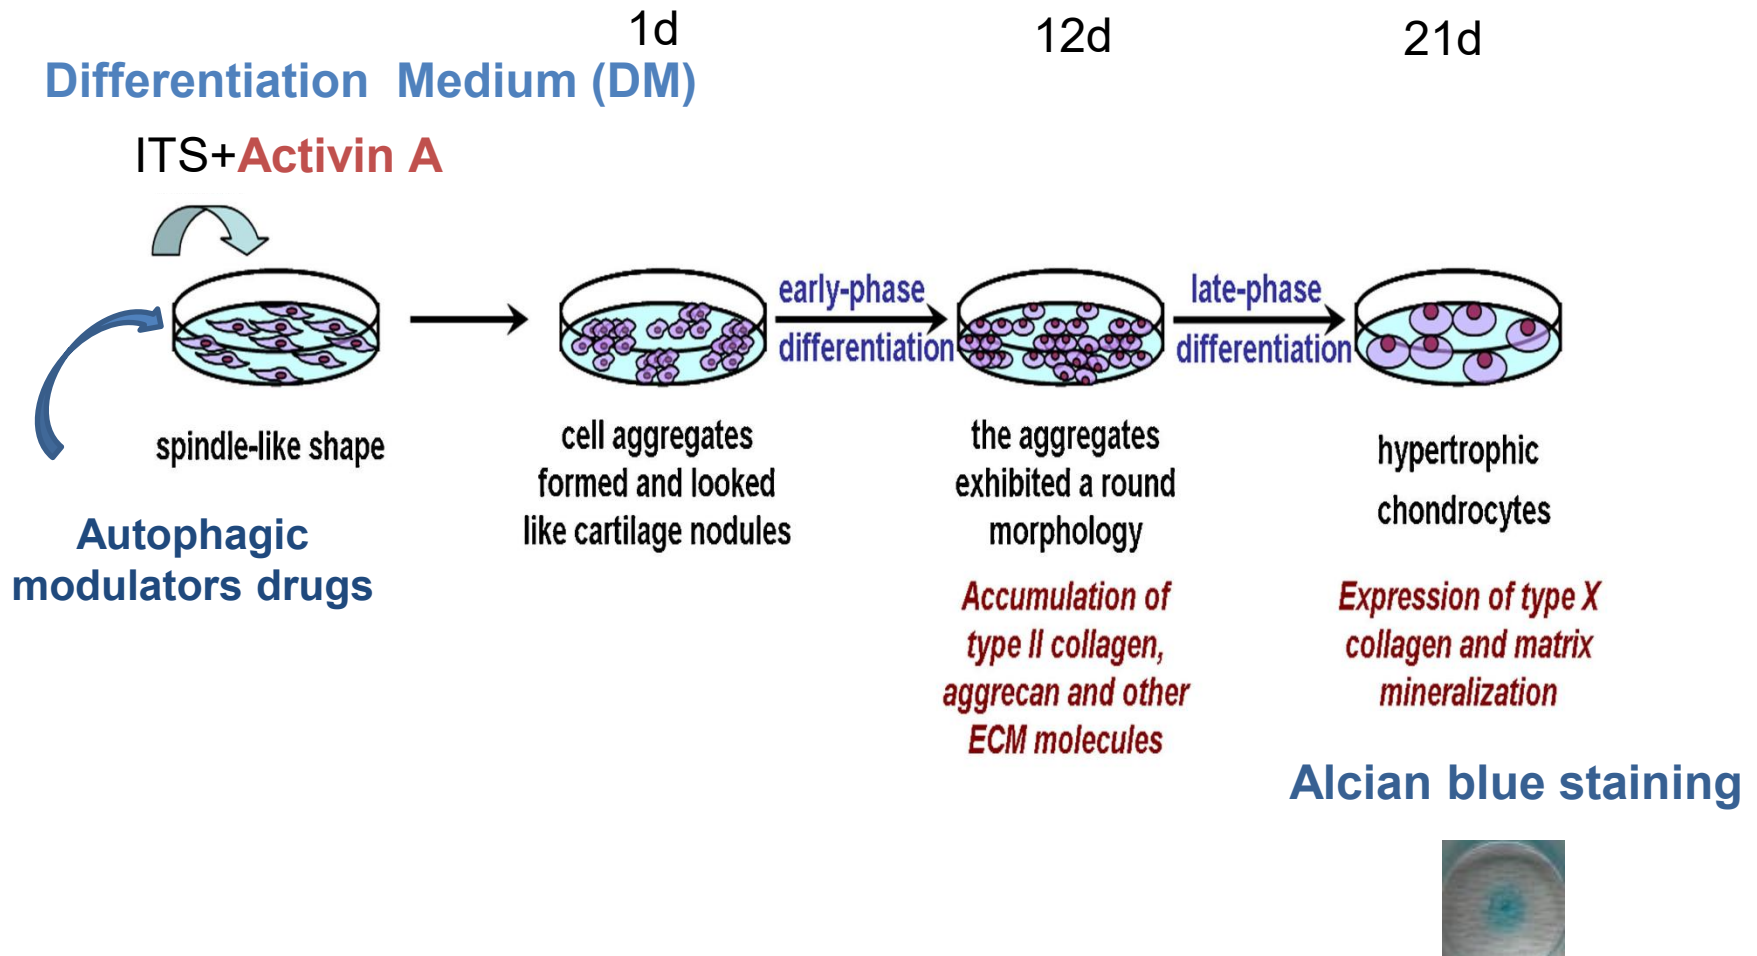 1d
12d
21d
Differentiation Medium (DM)
ITS+Activin A
early-phase
differentiation
late-phase
differentiation
spindle-like shape
cell aggregates
formed and looked
like cartilage nodules
the aggregates
exhibited a round
morphology
hypertrophic
chondrocytes
Autophagic
modulators drugs
Accumulation of
type II collagen,
aggrecan and other
ECM molecules
Expression of type X
collagen and matrix
mineralization
Alcian blue staining